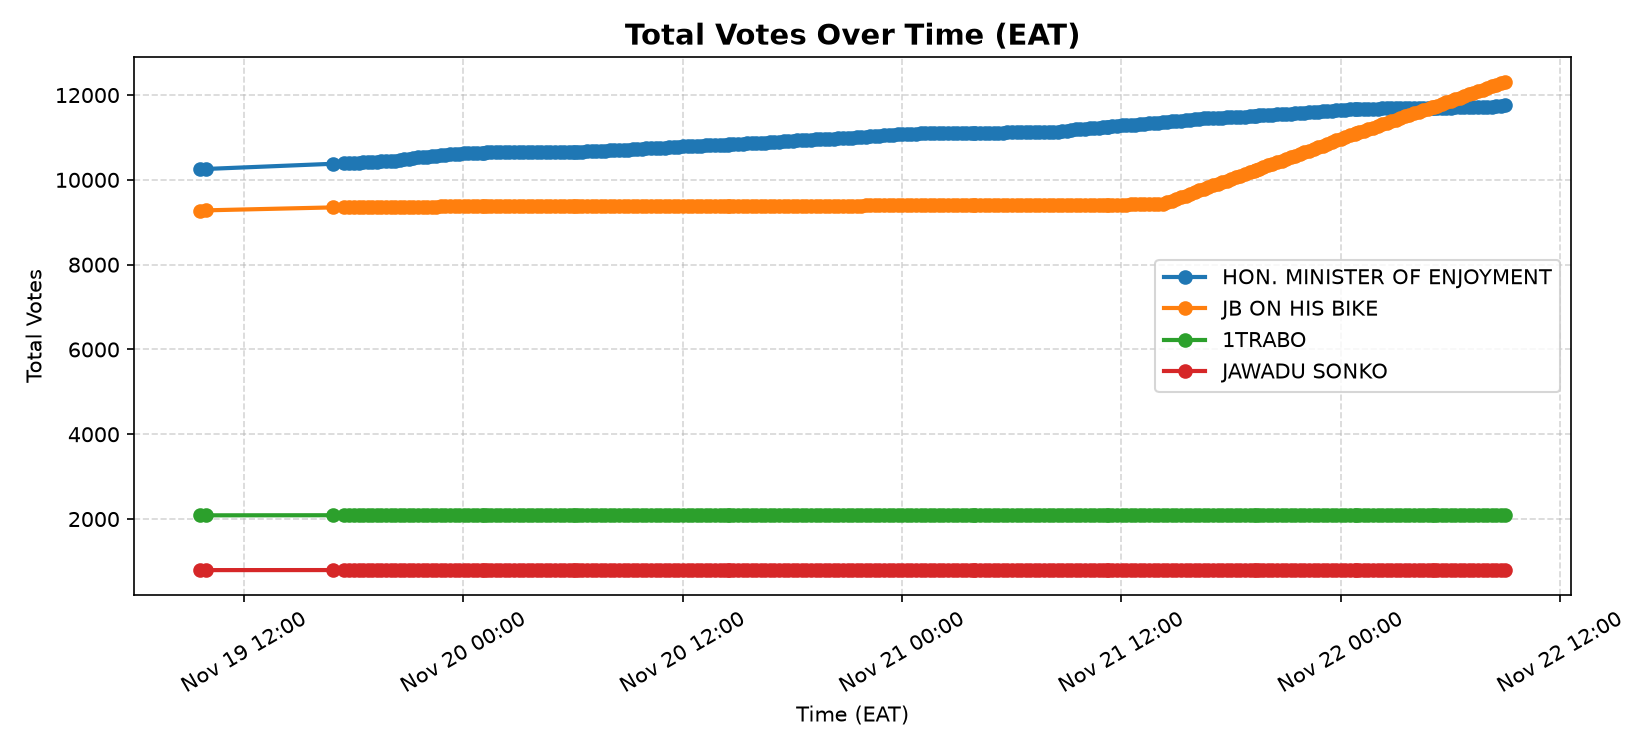 Total Votes Over Time (EAT)
Total Votes
12000
10000
8000
6000
4000
2000
HON. MINISTER OF ENJOYMENT
JB ON HIS BIKE
1TRABO
JAWADU SONKO
Nov 19 12:00
Nov 20 00:00
Nov 20 12:00
Nov 21 00:00
Nov 21 12:00
Nov 22 00:00
Nov 22 12:00
Time (EAT)